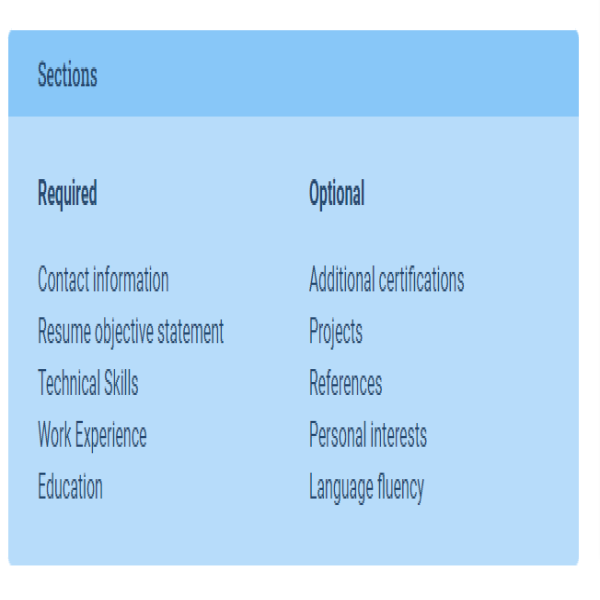 Sections
Required
Optional
Contact information
Additional certifications
Resume objective statement
Projects
Technical Skills
References
Work Experience
Personal interests
Education
Language fluency